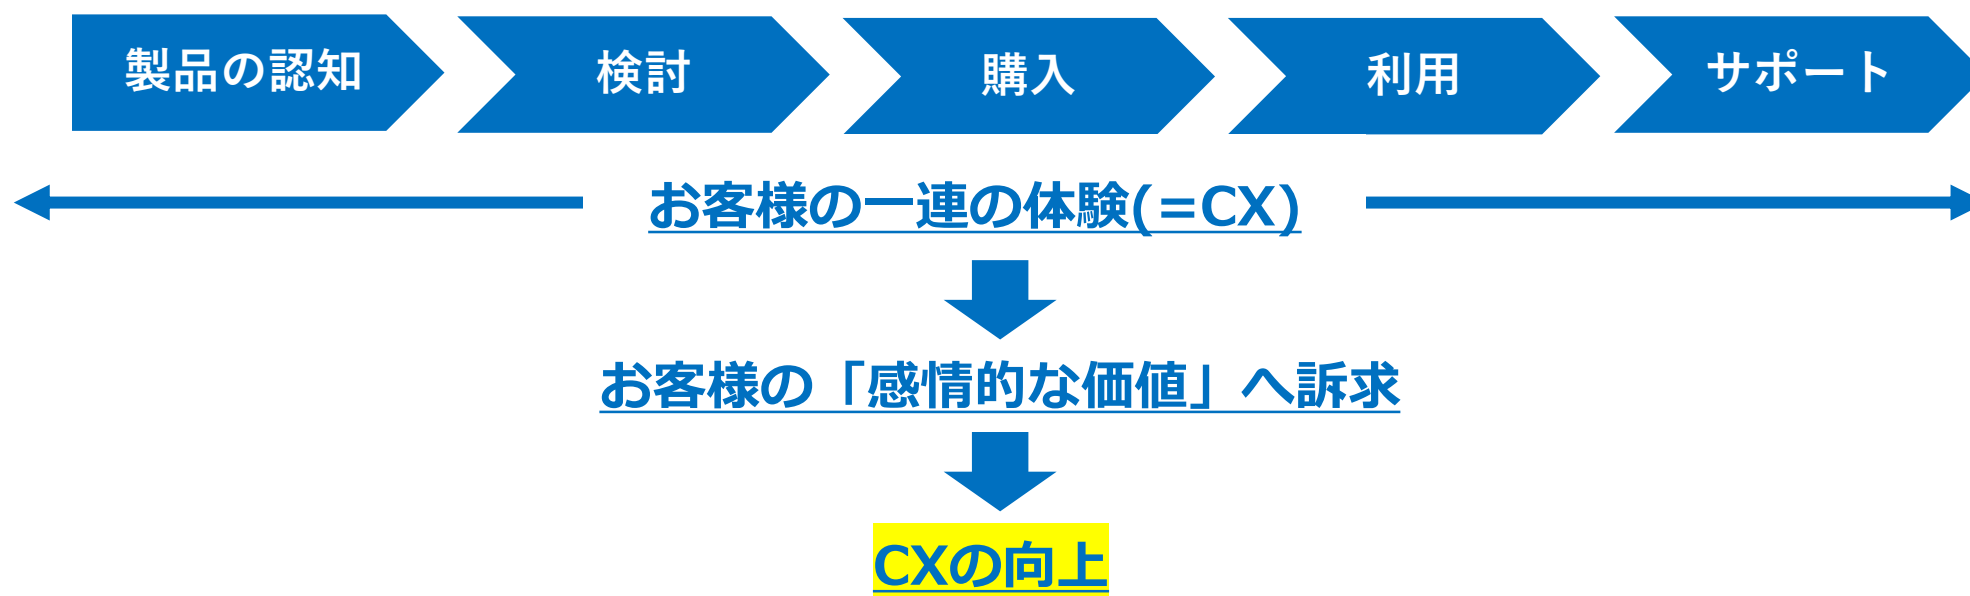 製品の認知
検討
購入
利用
サポート
お客様の一連の体験(=CX)
お客様の「感情的な価値」へ訴求
CXの向上